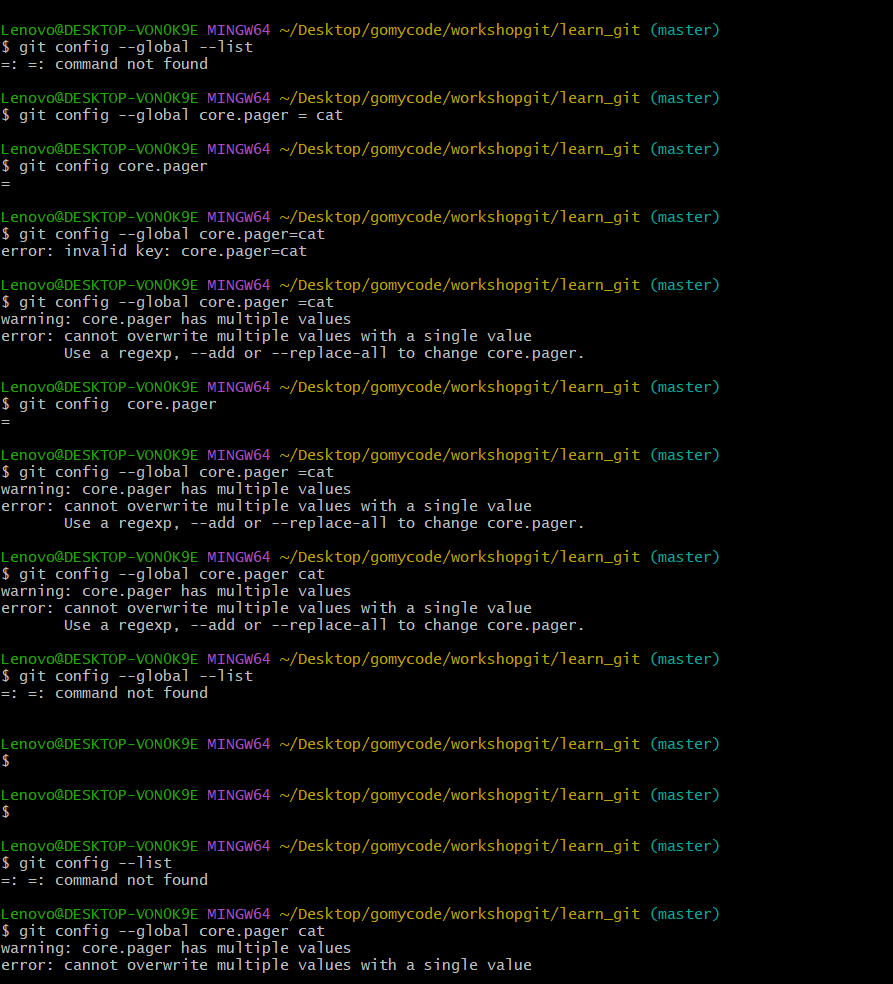 Lenovo@DESKTOP-VONOK9E MINGW64 ~/Desktop/gomycode/workshopgit/learn_git (master)
$ git config --global --list
=: =: command not found
Lenovo@DESKTOP-VONOK9E MINGW64 ~/Desktop/gomycode/workshopgit/learn_git (master)
$ git config --global core.pager = cat
Lenovo@DESKTOP-VONOK9E MINGW64 ~/Desktop/gomycode/workshopgit/learn_git (master)
$ git config core.pager
=
Lenovo@DESKTOP-VONOK9E MINGW64 ~/Desktop/gomycode/workshopgit/learn_git (master)
$ git config --global core.pager=cat
error: invalid key: core.pager=cat
Lenovo@DESKTOP-VONOK9E MINGW64 ~/Desktop/gomycode/workshopgit/learn_git (master)
$ git config --global core.pager =cat
warning: core.pager has multiple values
error: cannot overwrite multiple values with a single value
       Use a regexp, --add or --replace-all to change core.pager.
Lenovo@DESKTOP-VONOK9E MINGW64 ~/Desktop/gomycode/workshopgit/learn_git (master)
$ git config  core.pager
=
Lenovo@DESKTOP-VONOK9E MINGW64 ~/Desktop/gomycode/workshopgit/learn_git (master)
$ git config --global core.pager =cat
warning: core.pager has multiple values
error: cannot overwrite multiple values with a single value
       Use a regexp, --add or --replace-all to change core.pager.
Lenovo@DESKTOP-VONOK9E MINGW64 ~/Desktop/gomycode/workshopgit/learn_git (master)
$ git config --global core.pager cat
warning: core.pager has multiple values
error: cannot overwrite multiple values with a single value
       Use a regexp, --add or --replace-all to change core.pager.
Lenovo@DESKTOP-VONOK9E MINGW64 ~/Desktop/gomycode/workshopgit/learn_git (master)
$ git config --global --list
=: =: command not found
Lenovo@DESKTOP-VONOK9E MINGW64 ~/Desktop/gomycode/workshopgit/learn_git (master)
$
Lenovo@DESKTOP-VONOK9E MINGW64 ~/Desktop/gomycode/workshopgit/learn_git (master)
$
Lenovo@DESKTOP-VONOK9E MINGW64 ~/Desktop/gomycode/workshopgit/learn_git (master)
$ git config --list
=: =: command not found
Lenovo@DESKTOP-VONOK9E MINGW64 ~/Desktop/gomycode/workshopgit/learn_git (master)
$ git config --global core.pager cat
warning: core.pager has multiple values
error: cannot overwrite multiple values with a single value